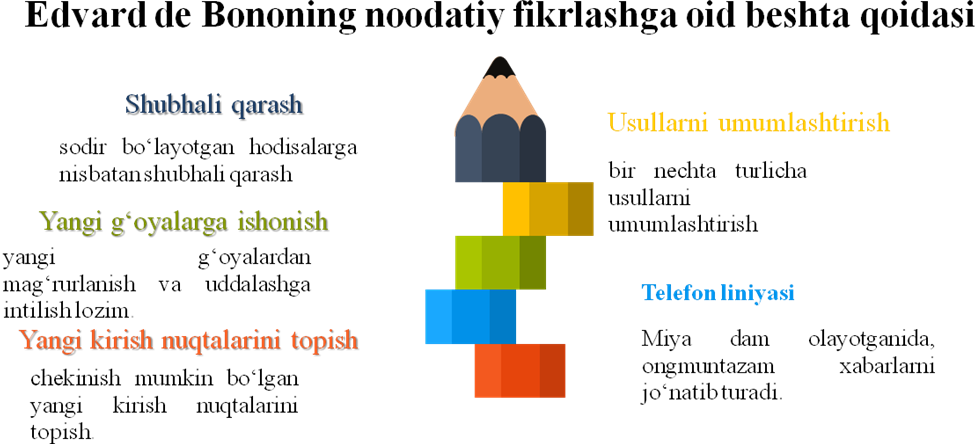 Edvard de Bononing noodatiy fikrlashga oid beshta qoidasi
Shubhali qarash
sodir bo‘layotgan hodisalarga
nisbatan shubhali qarash
Yangi g‘oyalarga ishonish
yangi g‘oyalardan
mag‘rurlanish va uddalashga
intilish lozim.
Yangi kirish nuqtalarini topish
chekinish mumkin bo‘lgan
yangi kirish nuqtalarini
topish.
Usullarni umumlashtirish
bir nechta turlicha
usullarni
umumlashtirish
Telefon liniyasi
Miya dam olayotganida,
ongmuntazam xabarlarni
jo‘natib turadi.